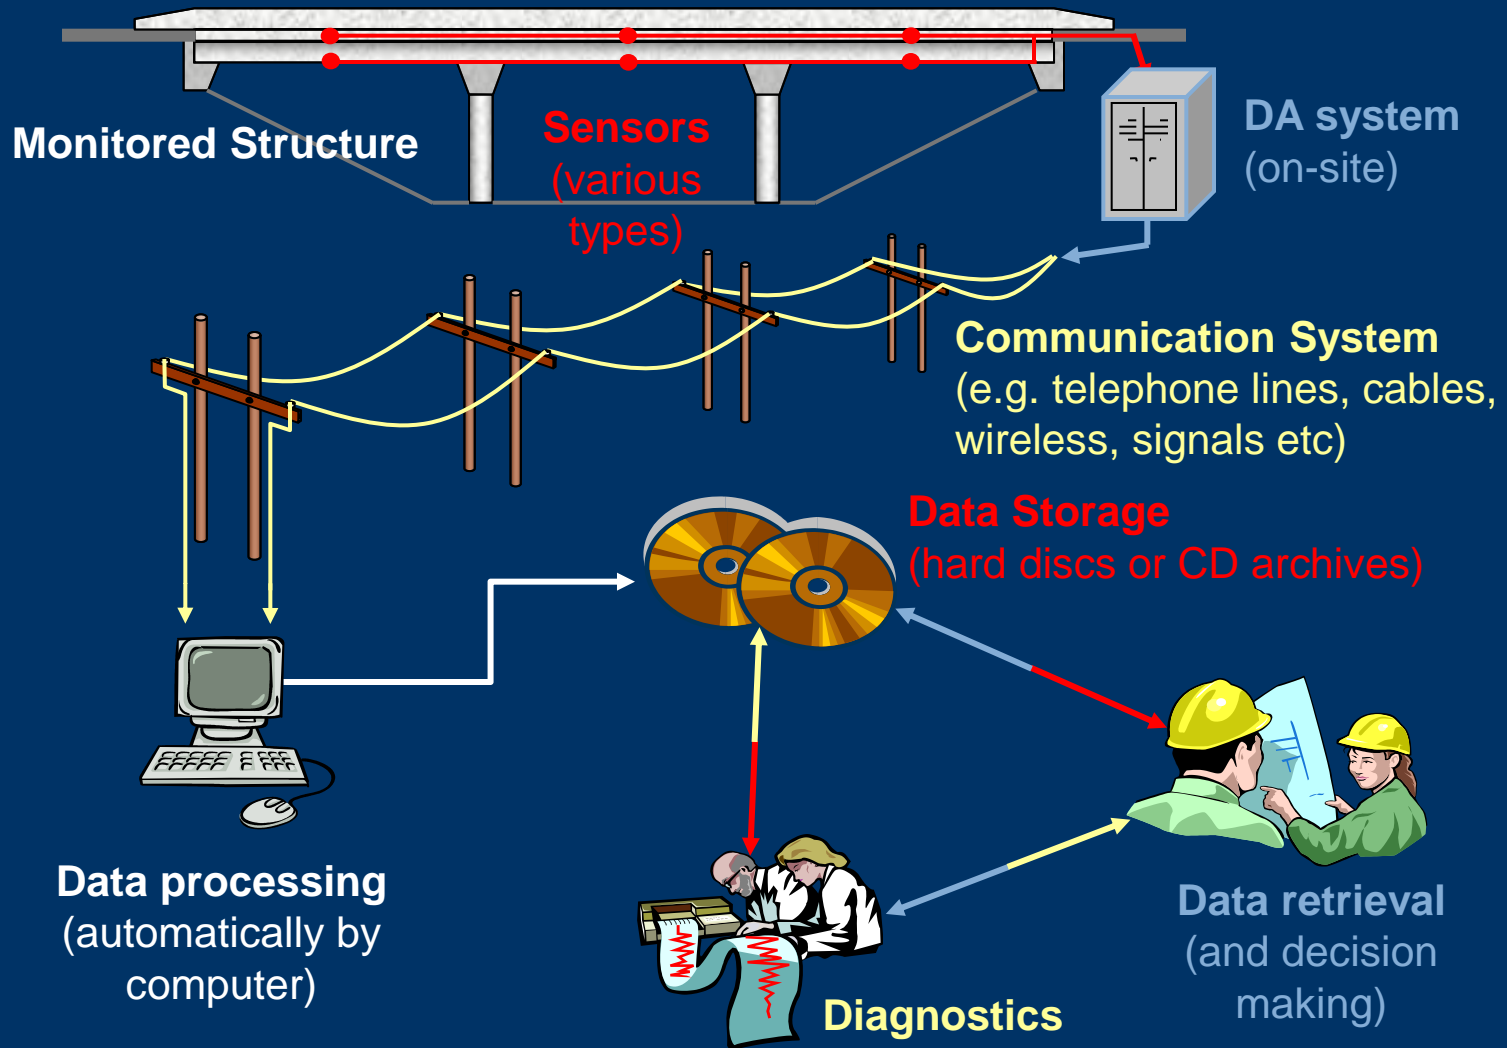 Monitored Structure
Sensors
(various
types)
DA system
(on-site)
Communication System
(e.g. telephone lines, cables,
wireless, signals etc)
Data Storage
(hard discs or CD archives)
Data processing
(automatically by
computer)
Diagnostics
Data retrieval
(and decision
making)